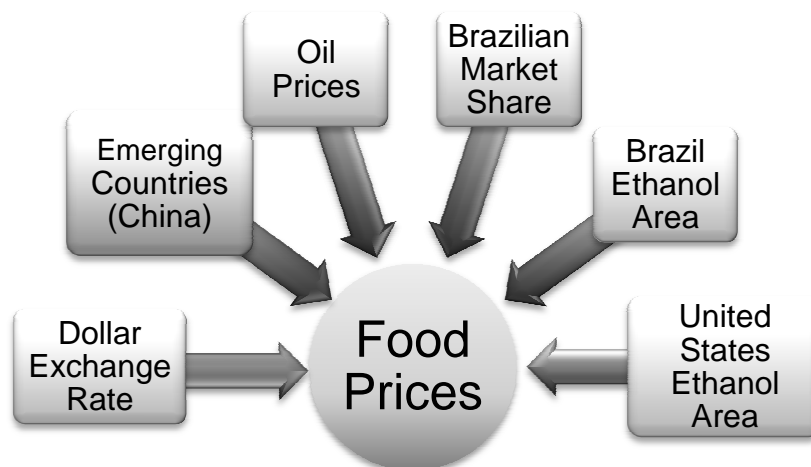 Oil
Prices
Brazilian
Market
Share
Emerging
Countries
(China)
Brazil
Ethanol
Area
Dollar
Exchange
Rate
Food
Prices
United
States
Ethanol
Area